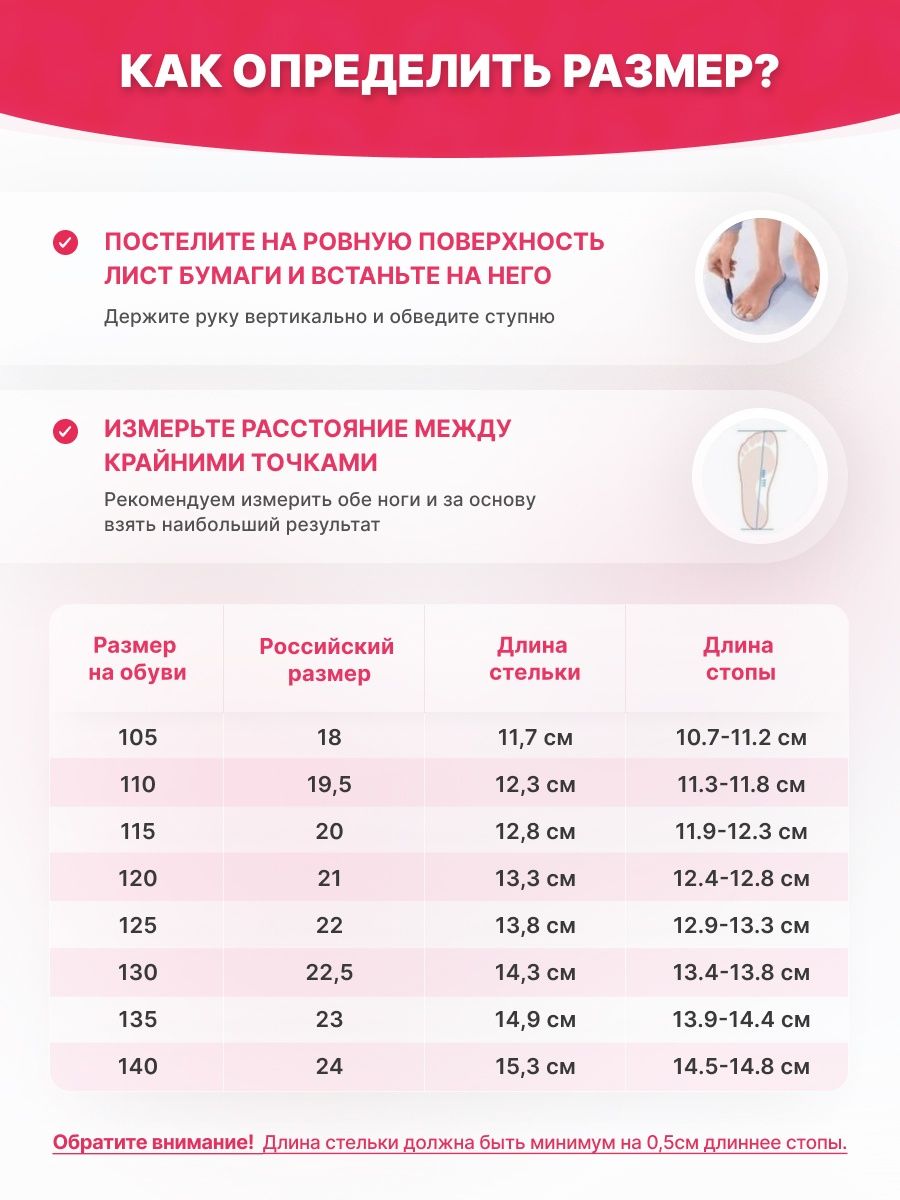 КАК ОПРЕДЕЛИТЬ РАЗМЕР?
ПОСТЕЛИТЕ НА РОВНУЮ ПОВЕРХНОСТЬ
ЛИСТ БУМАГИ И ВСТАНЬТЕ НА НЕГО
Держите руку вертикально и обведите ступню
ИЗМЕРЬТЕ РАССТОЯНИЕ МЕЖДУ
КРАЙНИМИ ТОЧКАМИ
Рекомендуем измерить обе ноги и за основу
взять наибольший результат
Размер Российский Длина Длина
на обуви размер стельки стопы
105 18 11,7 см 10.7-11.2 см
110 19,5 12,3 см 11.3-11.8 см
115 20 12,8 см 11.9-12.3 см
120 21 13,3 см 12.4-12.8 см
125 22 13,8 см 12.9-13.3 см
130 22,5 14,3 см 13.4-13.8 см
135 23 14,9 см 13.9-14.4 см
140 24 15,3 см 14.5-14.8 см
Обратите внимание! Длина стельки должна быть минимум на 0,5см длиннее стопы.